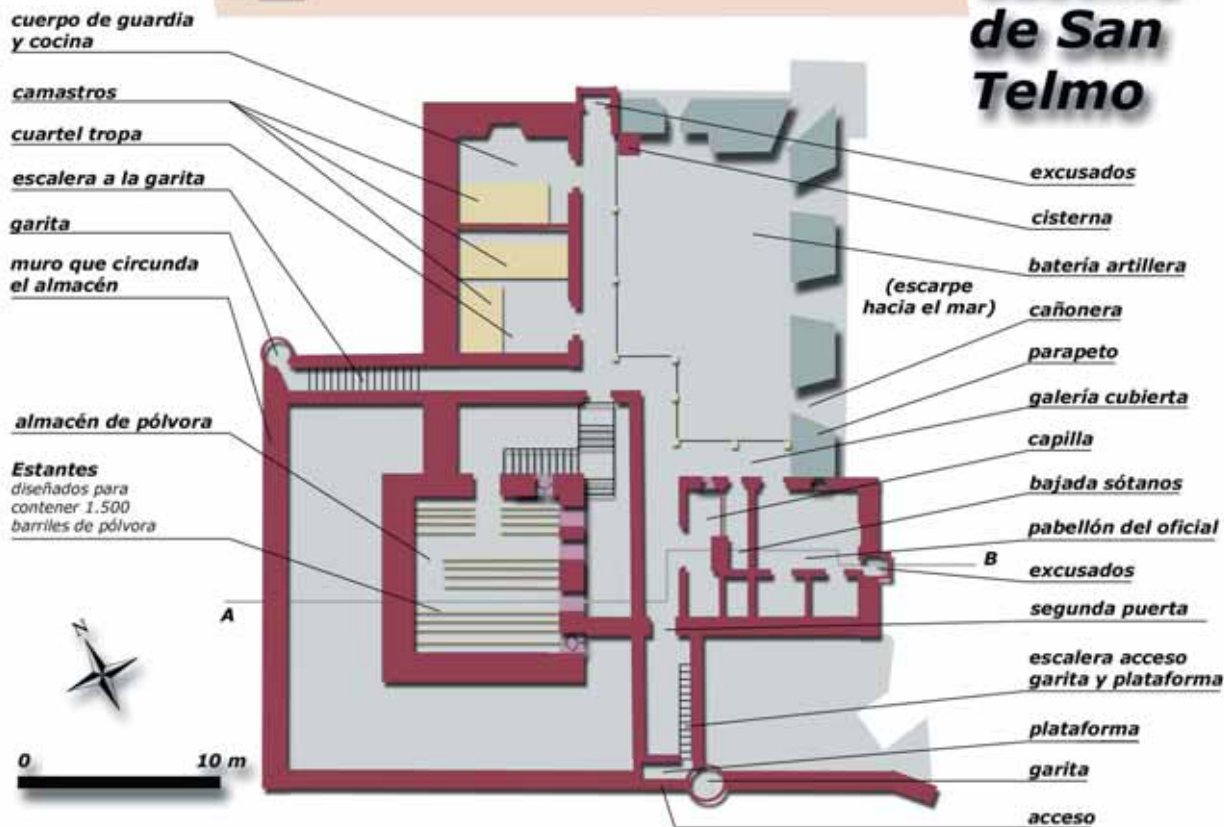 de San
Telmo
cuerpo de guardia
y cocina
camastros
cuartel tropa
escalera a la garita
garita
muro que circunda
el almacén
almacén de pólvora
Estantes
diseñados para
contener 1.500
barriles de pólvora
A
N
0 10 m
excusados
cisterna
batería artillera
(escarpe
hacia el mar)
cañonera
parapeto
galería cubierta
capilla
bajada sótanos
pabellón del oficial
B
excusados
segunda puerta
escalera acceso
garita y plataforma
plataforma
garita
acceso